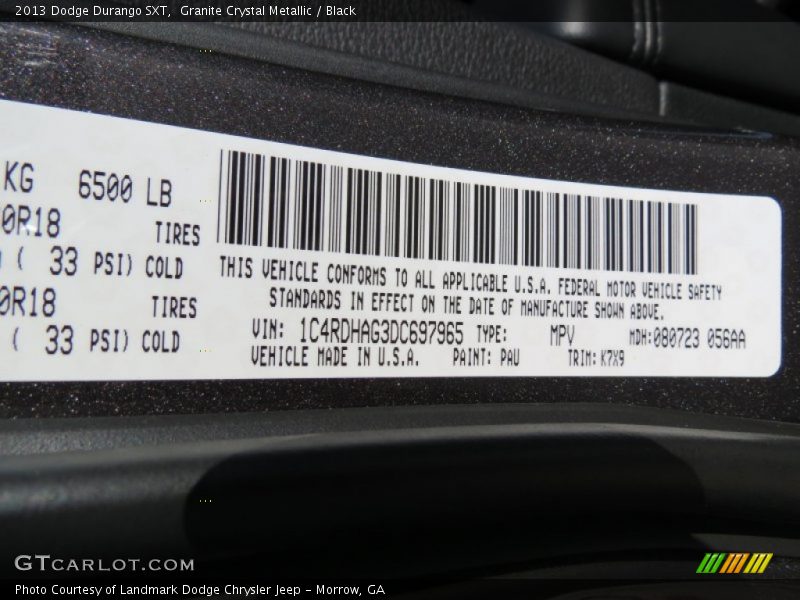 2013 Dodge Durango SXT, Granite Crystal Metallic / Black
KG 6500 LB
0R18 TIRES
( 33 PSI) COLD
0R18 TIRES
( 33 PSI) COLD
THIS VEHICLE CONFORMS TO ALL APPLICABLE U.S.A. FEDERAL MOTOR VEHICLE SAFETY
STANDARDS IN EFFECT ON THE DATE OF MANUFACTURE SHOWN ABOVE.
VIN: 1C4RDHAG3DC697965 TYPE: MPV MDH:080723 056AA
VEHICLE MADE IN U.S.A. PAINT: PAU TRIM: K7X9
GTCARLOT.COM
Photo Courtesy of Landmark Dodge Chrysler Jeep - Morrow, GA